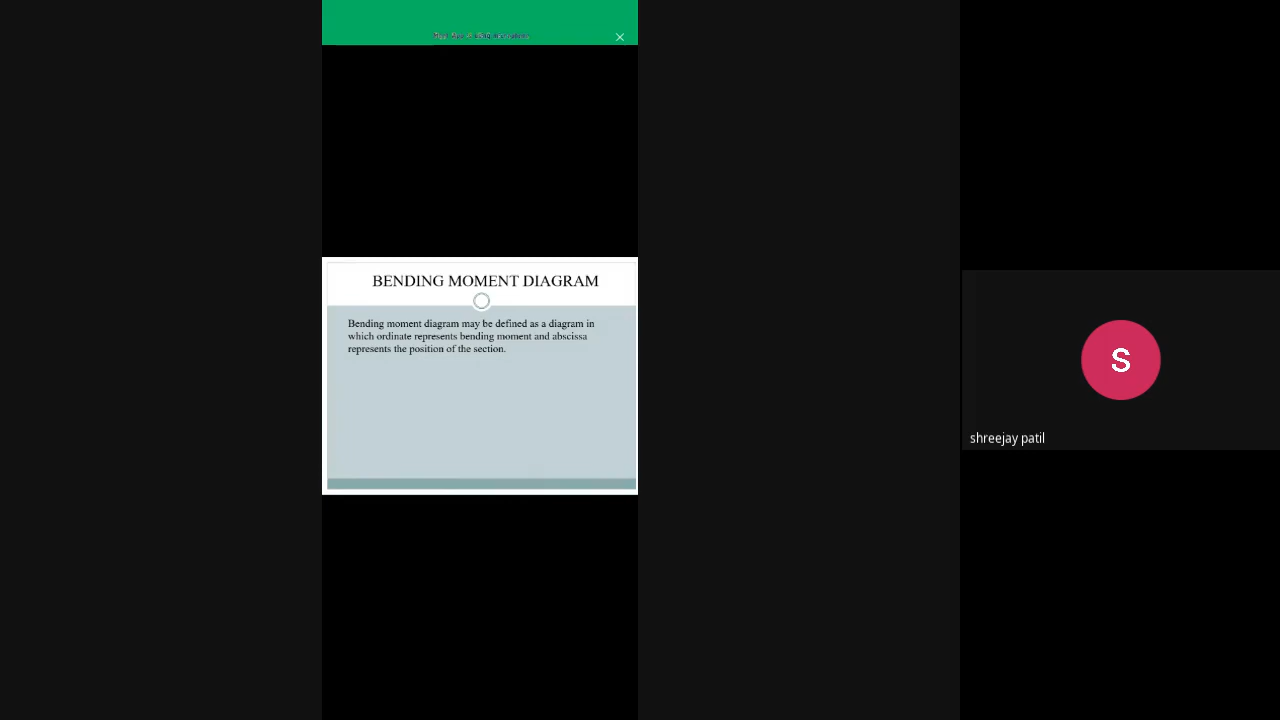 BENDING MOMENT DIAGRAM
Bending moment diagram may be defined as a diagram in
which ordinate represents bending moment and abscissa
represents the position of the section.
S
shreejay patil